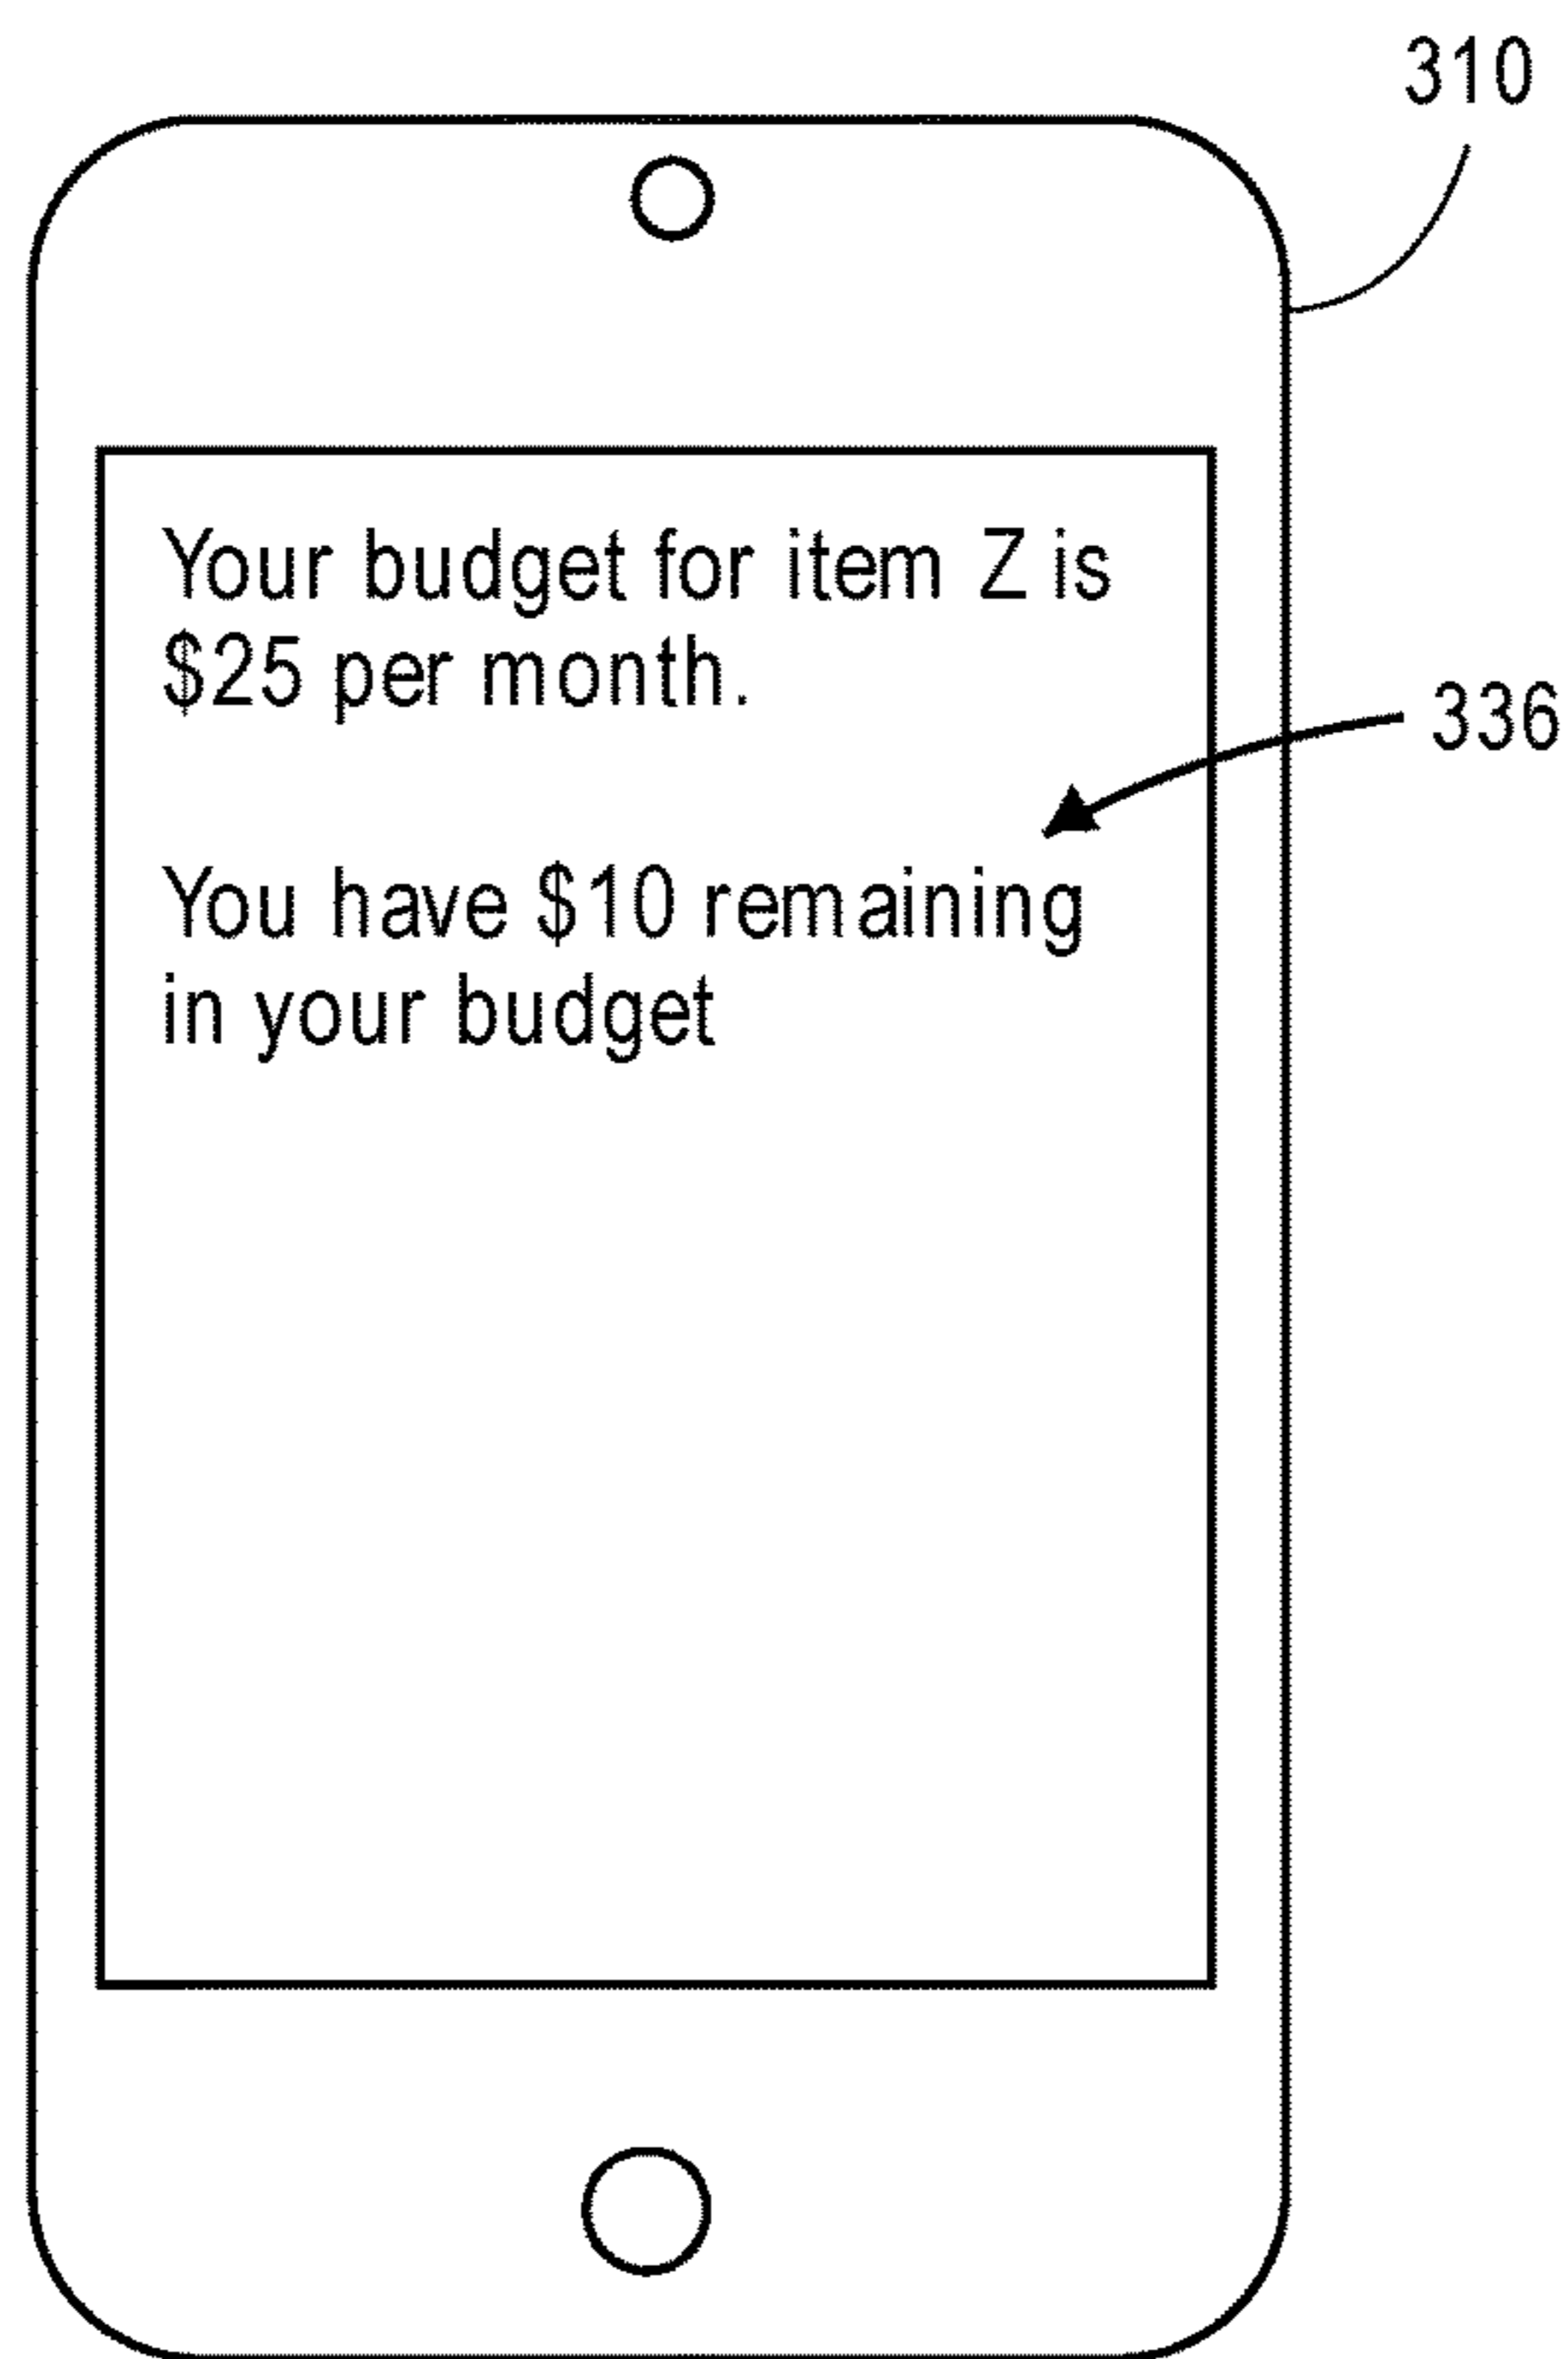 310
Your budget for item Z is
$25 per month.
336
You have $10 remaining
in your budget